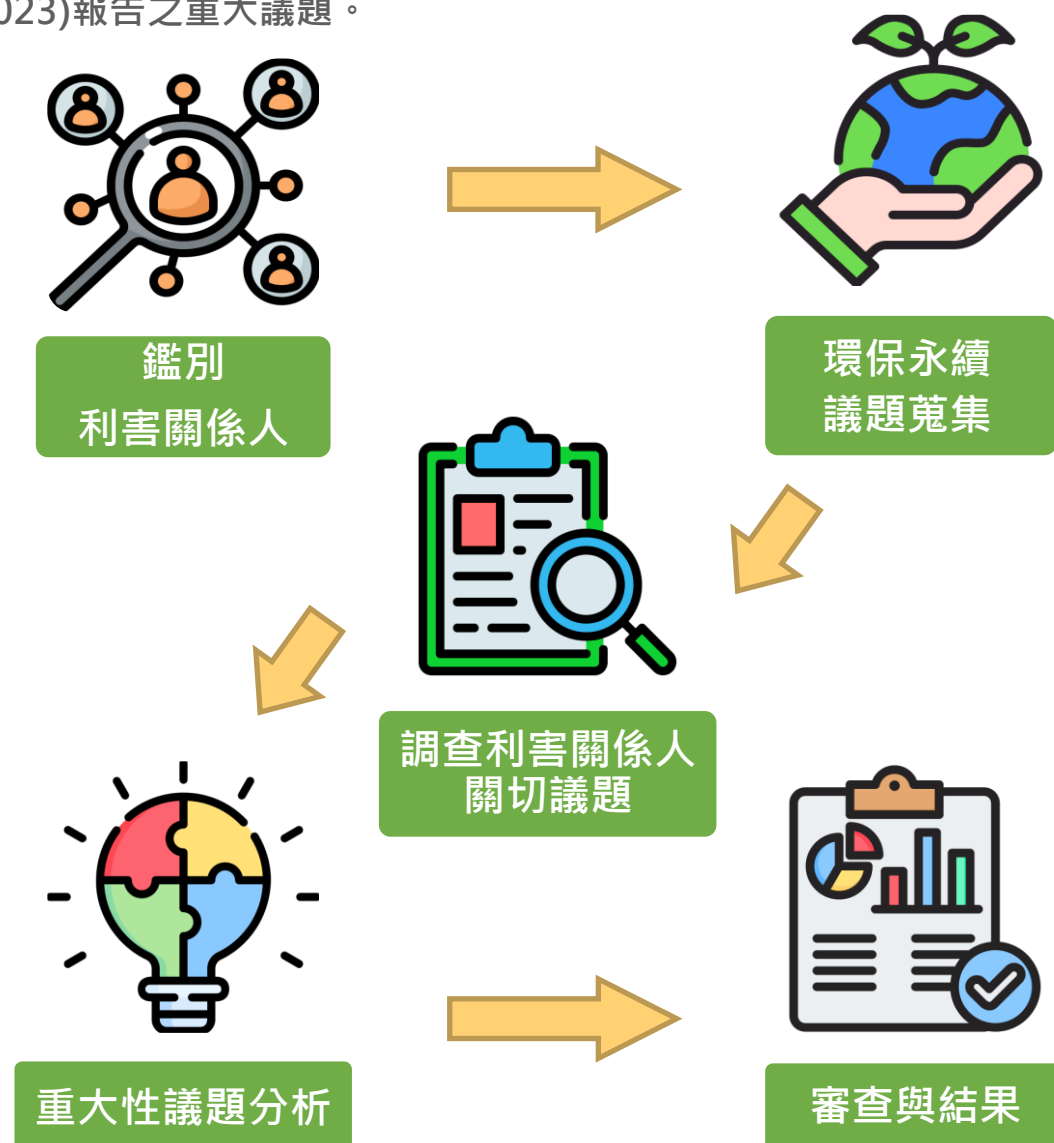 023)報告之重大議題。
鑑別
利害關係人
環保永續
議題蒐集
調查利害關係人
關切議題
重大性議題分析
審查與結果